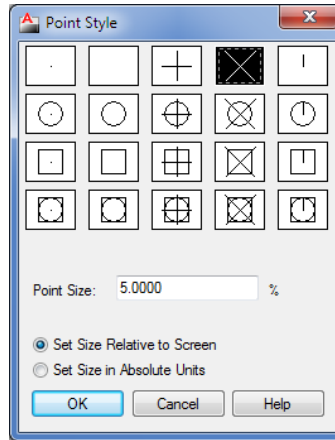 Point Style
Point Size: 5.0000 %
Set Size Relative to Screen
Set Size in Absolute Units
OK Cancel Help